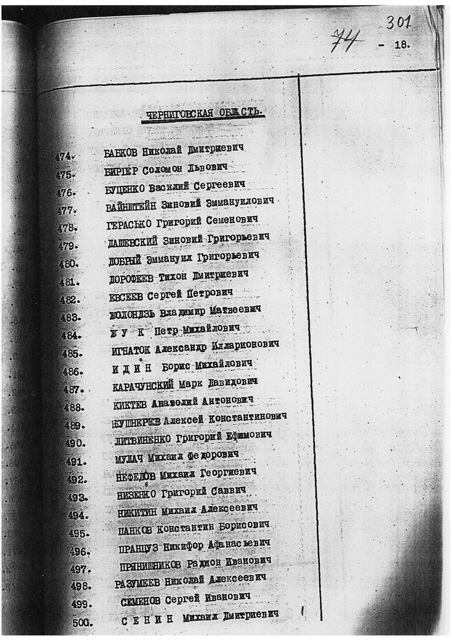 301
74 - 18.
ЧЕРНИГОВСКАЯ ОБЛАСТЬ.
474. БАБКОВ Николай Дмитриевич
475. БИРГЕР Соломон Львович
476. БУЦЕНКО Василий Сергеевич
477. ВАЙНШТЕЙН Зиновий Эммануилович
478. ГЕРАСЬКО Григорий Семенович
479. ДАШЕВСКИЙ Зиновий Григорьевич
480. ДОБРЫЙ Эммануил Григорьевич
481. ДОРОФЕЕВ Тихон Дмитриевич
482. ЕВСЕЕВ Сергей Петрович
483. Владимир Матвеевич
484. Петр Михайлович
485. ИГНАТОК Александр Илларионович
486. И Д И Н Борис Михайлович
487. КАРАЧУНСКИЙ Марк Давидович
488. КИКТЕВ Анатолий Антонович
489. КУШНЕРЕВ Алексей Константинович
490. ЛИТВИНЕНКО Григорий Ефимович
491. МУЛАЧ Михаил Федорович
492. НЕФЕДОВ Михаил Георгиевич
493. НИЗЕНКО Григорий Саввич
494. НИКИТИН Михаил Алексеевич
495. ПАНКОВ Константин Борисович
496. ПРАНЦУЗ Никифор Афанасьевич
497. ПРЯНИШНИКОВ Радион Иванович
498. РАЗУМЕЕВ Николай Алексеевич
499. СЕМЕНОВ Сергей Иванович
500. С Е Н И Н Михаил Дмитриевич